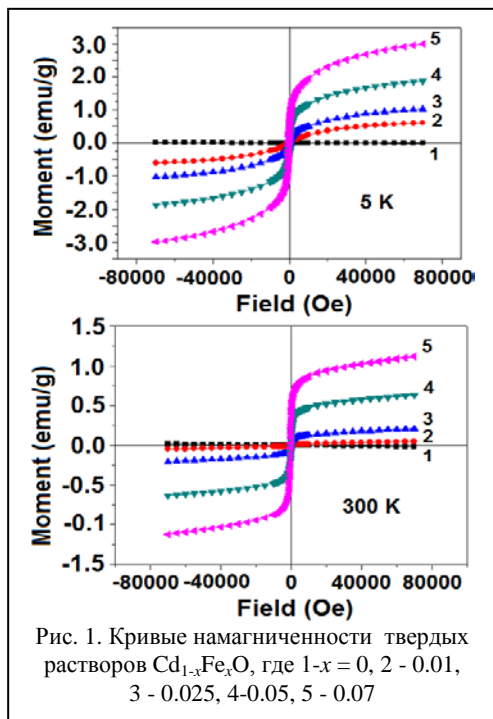 3.0
2.0
1.0
0.0
-1.0
-2.0
-3.0
Moment (emu/g)
5
4
3
2
1
5 K
-80000 -40000 0 40000 80000
Field (Oe)
1.5
1.0
0.5
0.0
-0.5
-0.1
-1.5
Moment (emu/g)
5
4
3
2
1
300 K
-80000 -40000 0 40000 80000
Field (Oe)
Рис. 1. Кривые намагниченности твердых
растворов Cd1-xFexO, где 1-x = 0, 2 - 0.01,
3 - 0.025, 4-0.05, 1 5 - 0.07